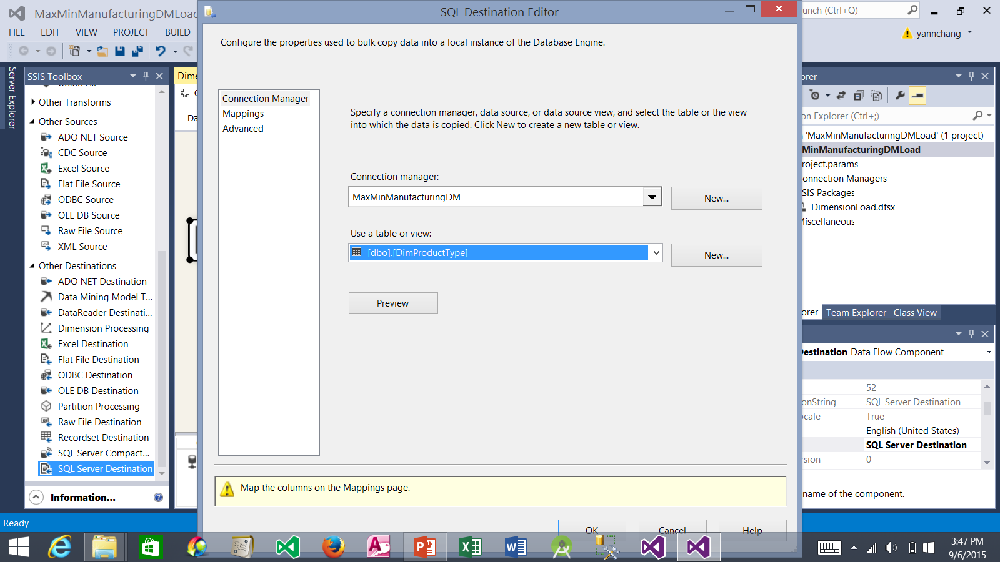 MaxMinManufacturingDMLoad
FILE EDIT VIEW PROJECT BUILD
Server Explorer
SSIS Toolbox
Other Transforms
Other Sources
ADO NET Source
CDC Source
Excel Source
Flat File Source
ODBC Source
OLE DB Source
Raw File Source
XML Source
Other Destinations
ADO NET Destination
Data Mining Model T...
DataReader Destinati...
Dimension Processing
Excel Destination
Flat File Destination
ODBC Destination
OLE DB Destination
Partition Processing
Raw File Destination
Recordset Destination
SQL Server Compact...
SQL Server Destination
Information...
Ready
Dime
Da
SQL Destination Editor
Configure the properties used to bulk copy data into a local instance of the Database Engine.
Connection Manager
Mappings
Advanced
Specify a connection manager, data source, or data source view, and select the table or the view
into which the data is copied. Click New to create a new table or view.
Connection manager:
MaxMinManufacturingDM
New...
Use a table or view:
[dbo].[DimProductType]
New...
Preview
Map the columns on the Mappings page.
OK Cancel Help
unch (Ctrl+Q)
yannchang
orer
on Explorer (Ctrl+;)
'MaxMinManufacturingDMLoad' (1 project)
MinManufacturingDMLoad
roject.params
onnection Managers
SIS Packages
DimensionLoad.dtsx
iscellaneous
orer Team Explorer Class View
Destination Data Flow Component
52
onString SQL Server Destination
cale True
English (United States)
SQL Server Destination
rsion 0
name of the component.
3:47 PM
9/6/2015